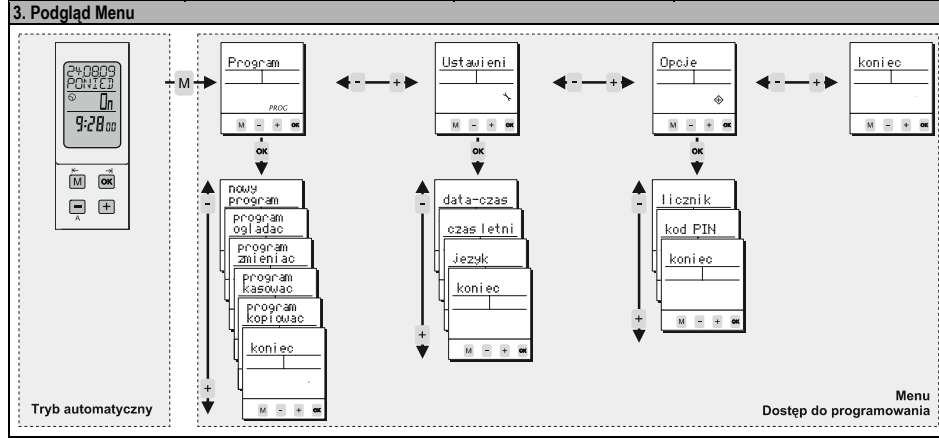 3. Podgląd Menu
24.08.09
PONIED
On
9:28 00
M OK
A
Tryb automatyczny
M
Program
PROG
M - + OK
- +
Ustawieni
M - + OK
- +
Opcje
M - + OK
- +
koniec
M - + OK
OK
OK
OK
-
nowy
program
program
ogladac
program
zmieniac
program
kasowac
program
kopiowac
koniec
M - + OK
+
-
data-czas
czas letni
jezyk
koniec
M - + OK
+
-
licznik
kod PIN
koniec
M - + OK
+
Menu
Dostęp do programowania